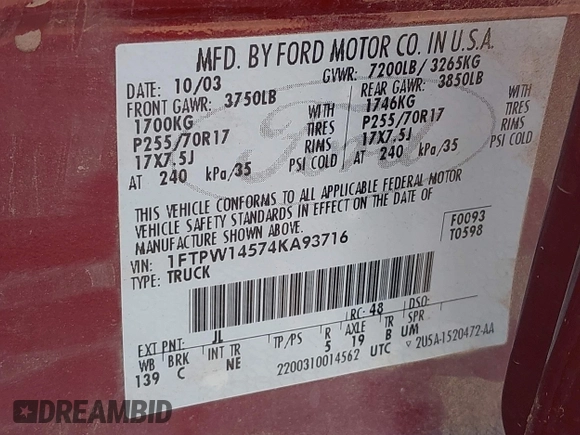 MFD. BY FORD MOTOR CO. IN U.S.A.
DATE: 10/03 GVWR: 7200LB/ 3265KG
FRONT GAWR: 3750LB REAR GAWR: 3850LB
1700KG WITH 1746KG WITH
P255/70R17 TIRES P255/70R17 TIRES
17X7.5J RIMS 17X7.5J RIMS
AT 240 kPa/35 PSI COLD AT 240 kPa/35 PSI COLD
Ford
THIS VEHICLE CONFORMS TO ALL APPLICABLE FEDERAL MOTOR
VEHICLE SAFETY STANDARDS IN EFFECT ON THE DATE OF
MANUFACTURE SHOWN ABOVE.
VIN: 1FTPW14574KA93716 F0093
TYPE: TRUCK T0598
EXT PNT: JL RC: 48 DSO:
WB BRK INT TR TP/PS R AXLE TR SPR
139 C NE 5 19 B UM
2200310014562 UTC ▽ 2U5A-1520472-AA
DREAMBID